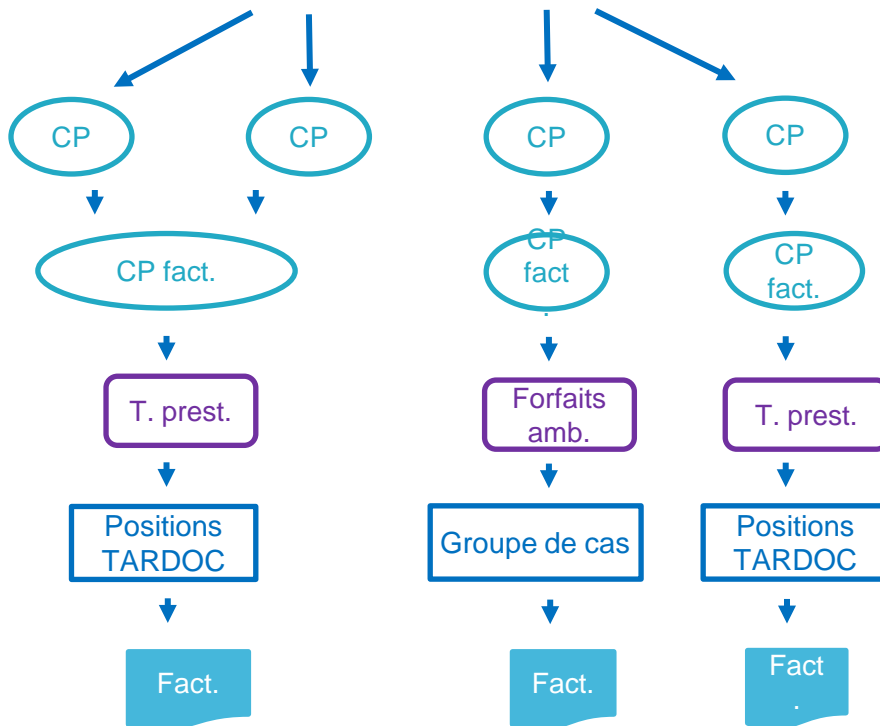 CP
CP
CP
CP
CP fact.
CP
fact
.
CP
fact.
T. prest.
Forfaits
amb.
T. prest.
Positions
TARDOC
Groupe de cas
Positions
TARDOC
Fact.
Fact.
Fact
.